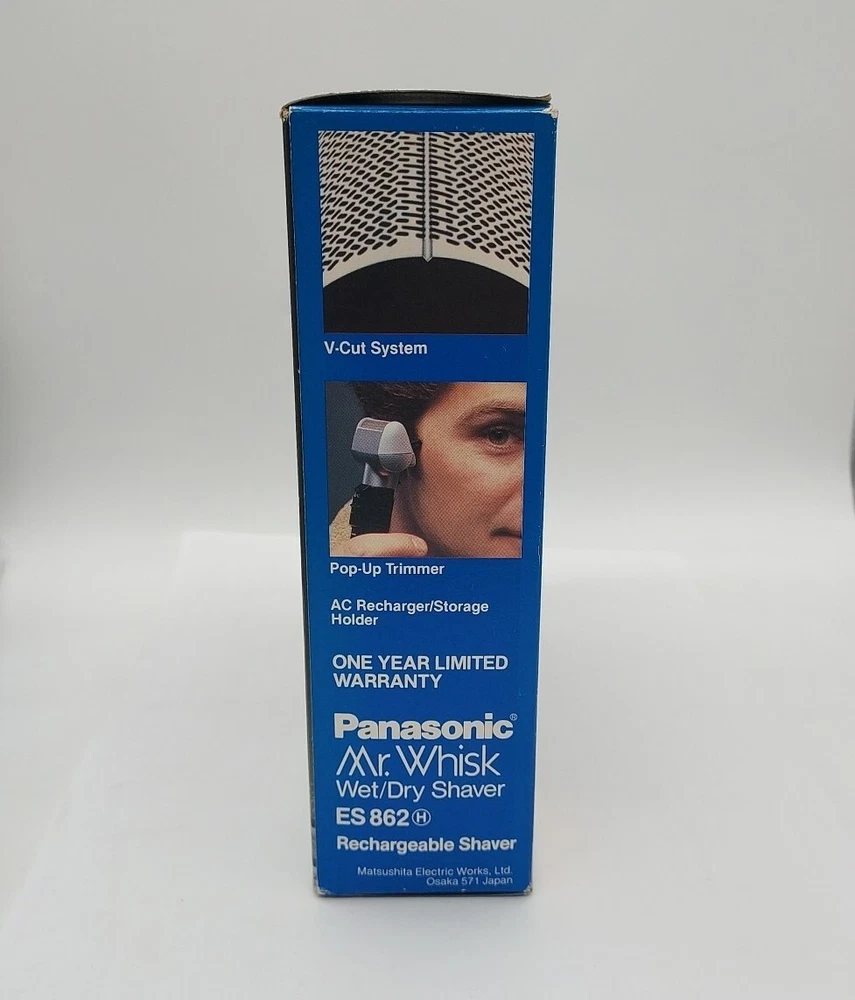 V-Cut System
Pop-Up Trimmer
AC Recharger/Storage
Holder
ONE YEAR LIMITED
WARRANTY
Panasonic®
Mr. Whisk
Wet/Dry Shaver
ES 862 Ⓗ
Rechargeable Shaver
Matsushita Electric Works, Ltd.
Osaka 571 Japan